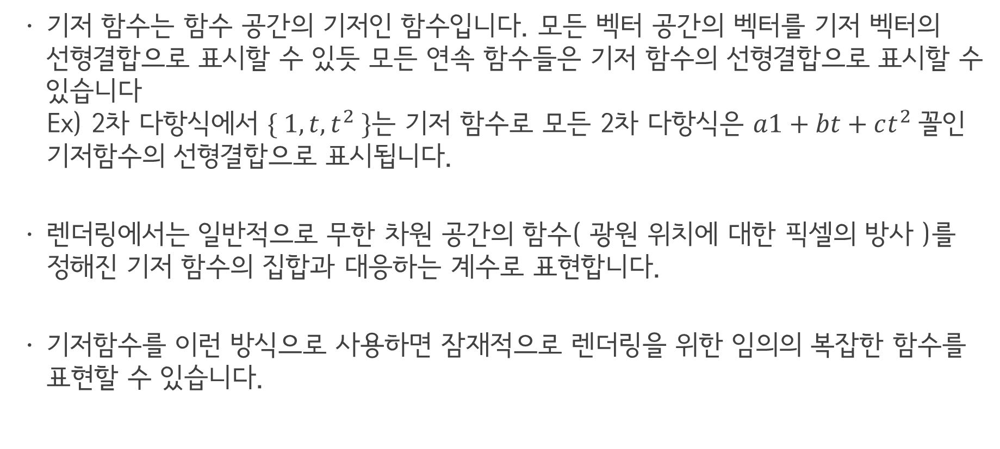 · 기저 함수는 함수 공간의 기저인 함수입니다. 모든 벡터 공간의 벡터를 기저 벡터의
선형결합으로 표시할 수 있듯 모든 연속 함수들은 기저 함수의 선형결합으로 표시할 수
있습니다
Ex) 2차 다항식에서 { 1, t, t² }는 기저 함수로 모든 2차 다항식은 a1 + bt + ct² 꼴인
기저함수의 선형결합으로 표시됩니다.
· 렌더링에서는 일반적으로 무한 차원 공간의 함수( 광원 위치에 대한 픽셀의 방사 )를
정해진 기저 함수의 집합과 대응하는 계수로 표현합니다.
· 기저함수를 이런 방식으로 사용하면 잠재적으로 렌더링을 위한 임의의 복잡한 함수를
표현할 수 있습니다.